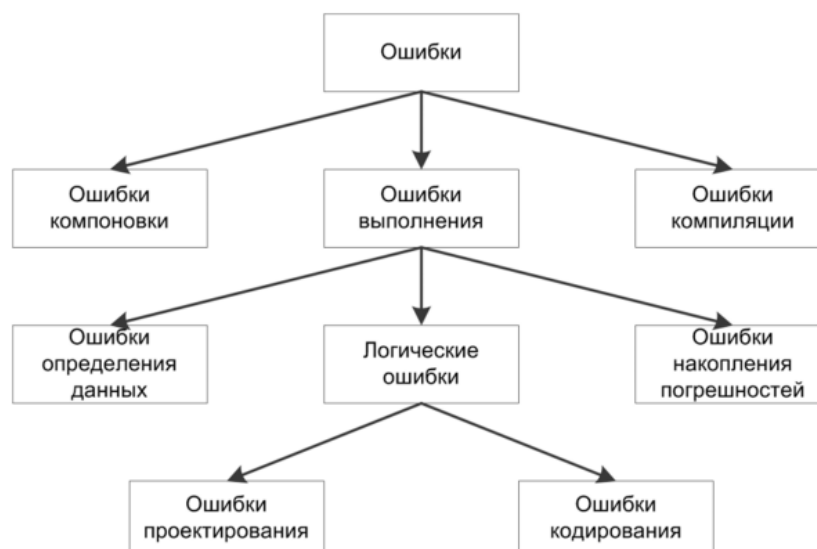 Ошибки
Ошибки
компоновки
Ошибки
выполнения
Ошибки
компиляции
Ошибки
определения
данных
Логические
ошибки
Ошибки
накопления
погрешностей
Ошибки
проектирования
Ошибки
кодирования